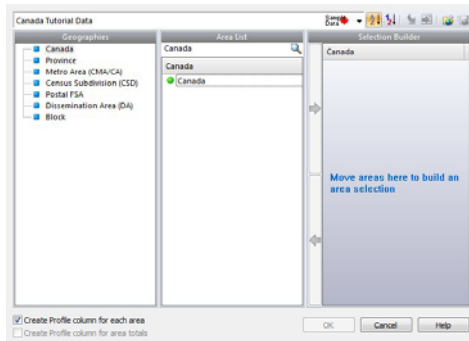 Canada Tutorial Data
Sample Data
Geographies
Canada
Province
Metro Area (CMA/CA)
Census Subdivision (CSD)
Postal FSA
Dissemination Area (DA)
Block
Area List
Canada
Canada
Canada
Selection Builder
Canada
Move areas here to build an
area selection
Create Profile column for each area
Create Profile column for area totals
OK
Cancel
Help